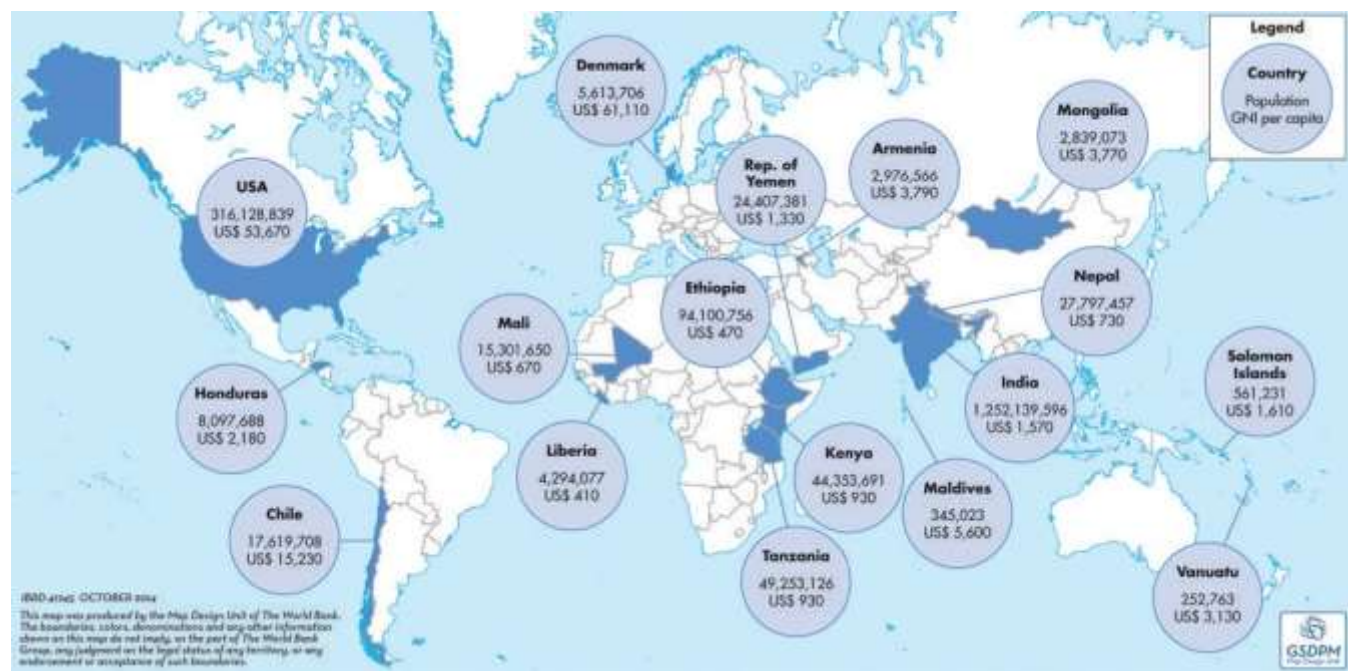 Legend
Country
Population
GNI per capita
Denmark
5,613,706
US$ 61,110
Mongolia
2,839,073
US$ 3,770
Armenia
2,976,566
US$ 3,790
Rep. of
Yemen
24,407,381
US$ 1,330
USA
316,128,839
US$ 53,670
Nepal
27,797,457
US$ 730
Ethiopia
94,100,756
US$ 470
Mali
15,301,650
US$ 670
Solomon
Islands
561,231
US$ 1,610
Honduras
8,097,688
US$ 2,180
India
1,252,139,596
US$ 1,570
Liberia
4,294,077
US$ 410
Kenya
44,353,691
US$ 930
Maldives
345,023
US$ 5,600
Chile
17,619,708
US$ 15,230
Tanzania
49,253,126
US$ 930
Vanuatu
252,763
US$ 3,130
OCTOBER 2014
This map was produced by the Map Design Unit of The World Bank.
The boundaries, colors, denominations and any other information
shown on this map do not imply, on the part of The World Bank
Group, any judgment on the legal status of any territory, or any
endorsement or acceptance of such boundaries.
GSDPM
Map Design Unit